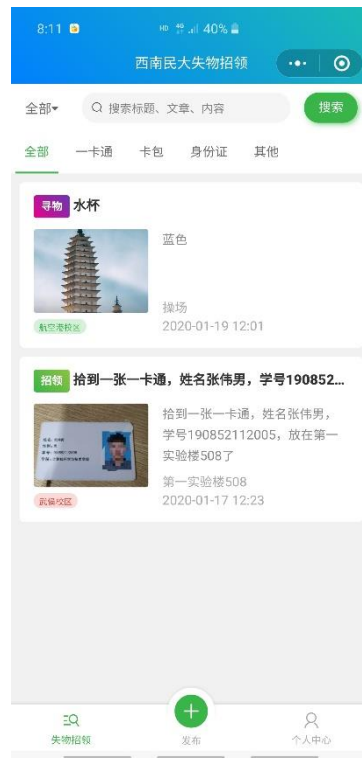 8:11 HD 4G 40%
西南民大失物招领
全部 搜索标题、文章、内容 搜索
全部 一卡通 卡包 身份证 其他
寻物 水杯
蓝色
操场
航空港校区 2020-01-19 12:01
招领 拾到一张一卡通，姓名张伟男，学号190852...
拾到一张一卡通，姓名张伟男，
学号190852112005，放在第一
实验楼508了
第一实验楼508
武侯校区 2020-01-17 12:23
失物招领 发布 个人中心